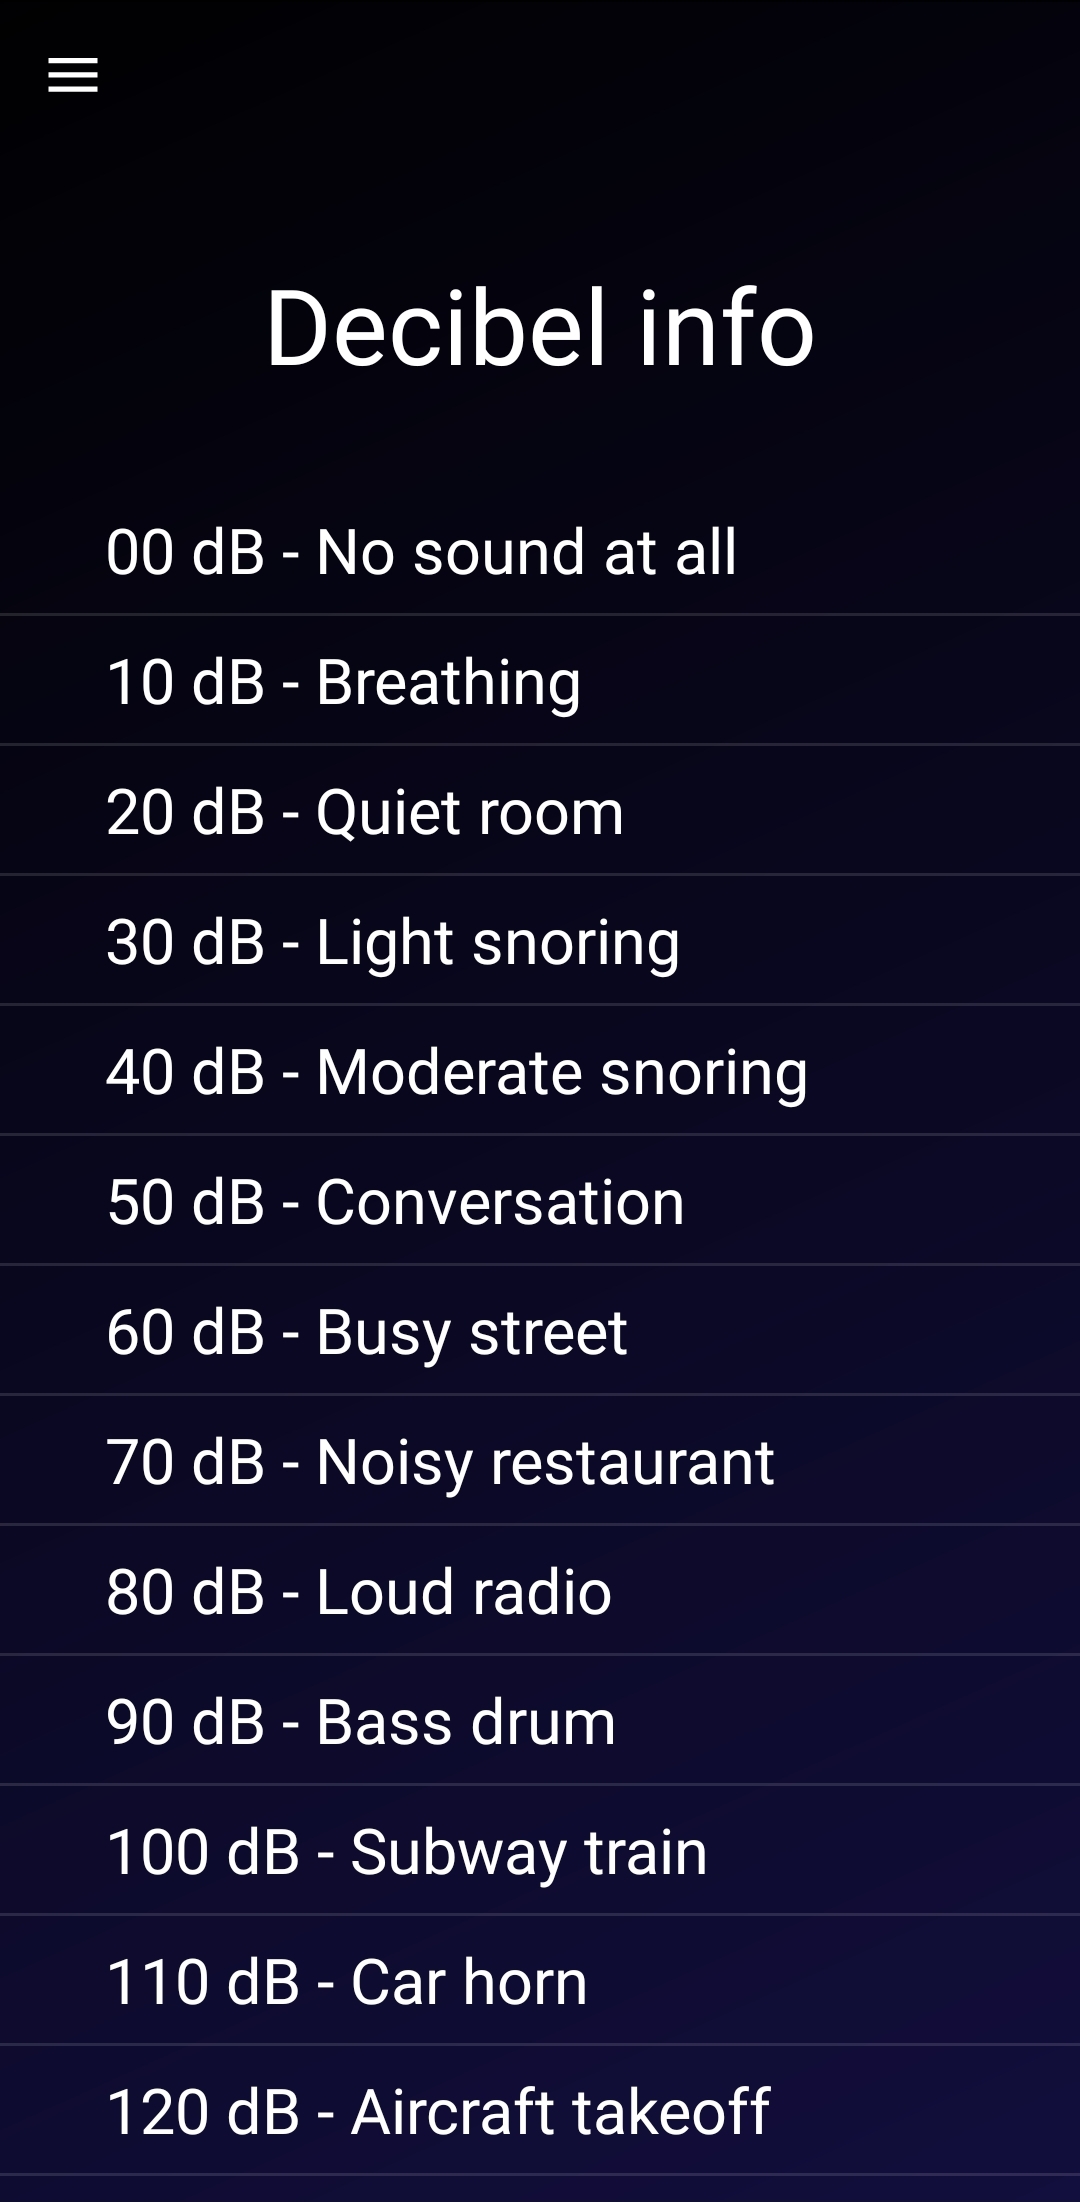 Decibel info
00 dB - No sound at all
10 dB - Breathing
20 dB - Quiet room
30 dB - Light snoring
40 dB - Moderate snoring
50 dB - Conversation
60 dB - Busy street
70 dB - Noisy restaurant
80 dB - Loud radio
90 dB - Bass drum
100 dB - Subway train
110 dB - Car horn
120 dB - Aircraft takeoff